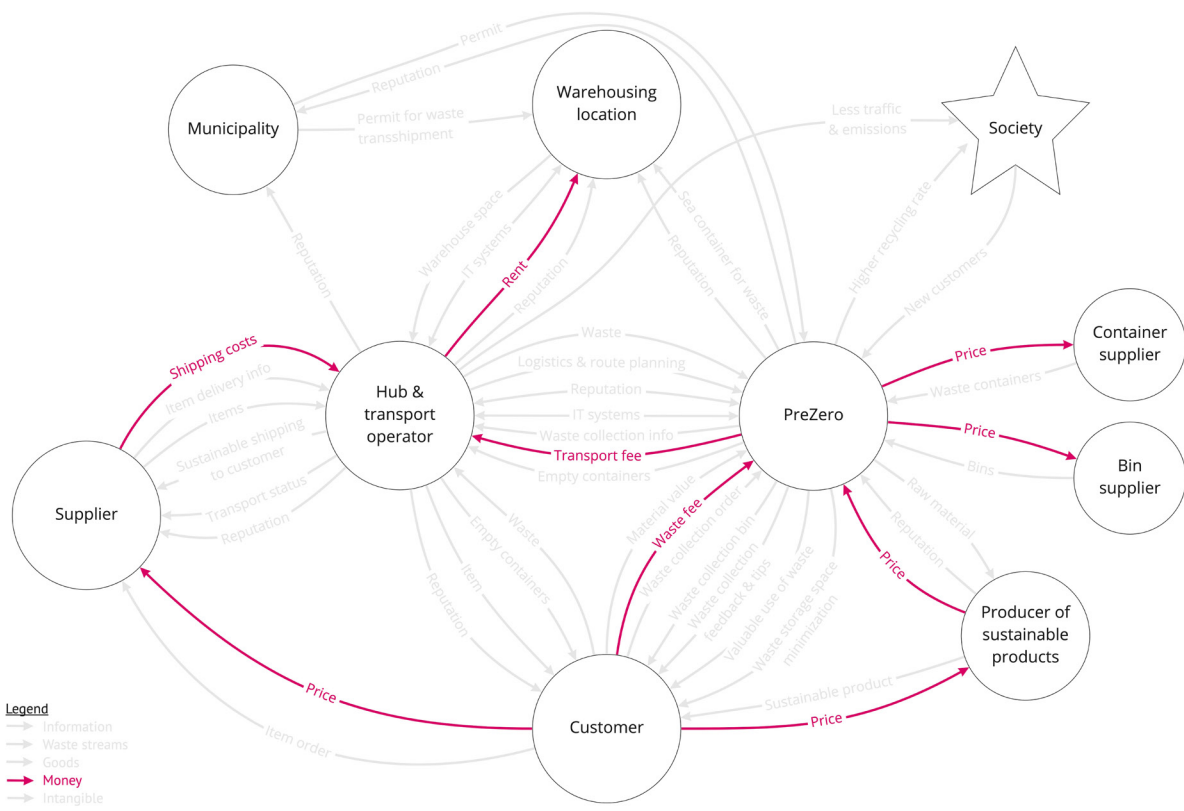 Permit
Reputation
Municipality
Permit for waste
transshipment
Warehousing
location
Less traffic
& emissions
Society
Reputation
Warehouse space
IT systems
Rent
Reputation
Reputation
Sea container for waste
Higher recycling rate
New customers
Shipping costs
Item delivery info
Items
Sustainable shipping
to customer
Transport status
Reputation
Supplier
Hub &
transport
operator
Waste
Logistics & route planning
Reputation
IT systems
Waste collection info
Transport fee
Empty containers
PreZero
Price
Container
supplier
Waste containers
Price
Bins
Bin
supplier
Reputation
Item
Empty containers
Waste
Material value
Waste fee
Waste collection order
Waste collection bin
Waste collection
feedback & tips
Valuable use of waste
Waste storage space
minimization
Raw material
Reputation
Price
Producer of
sustainable
products
Sustainable product
Price
Customer
Price
Item order
Legend
Information
Waste streams
Goods
Money
Intangible